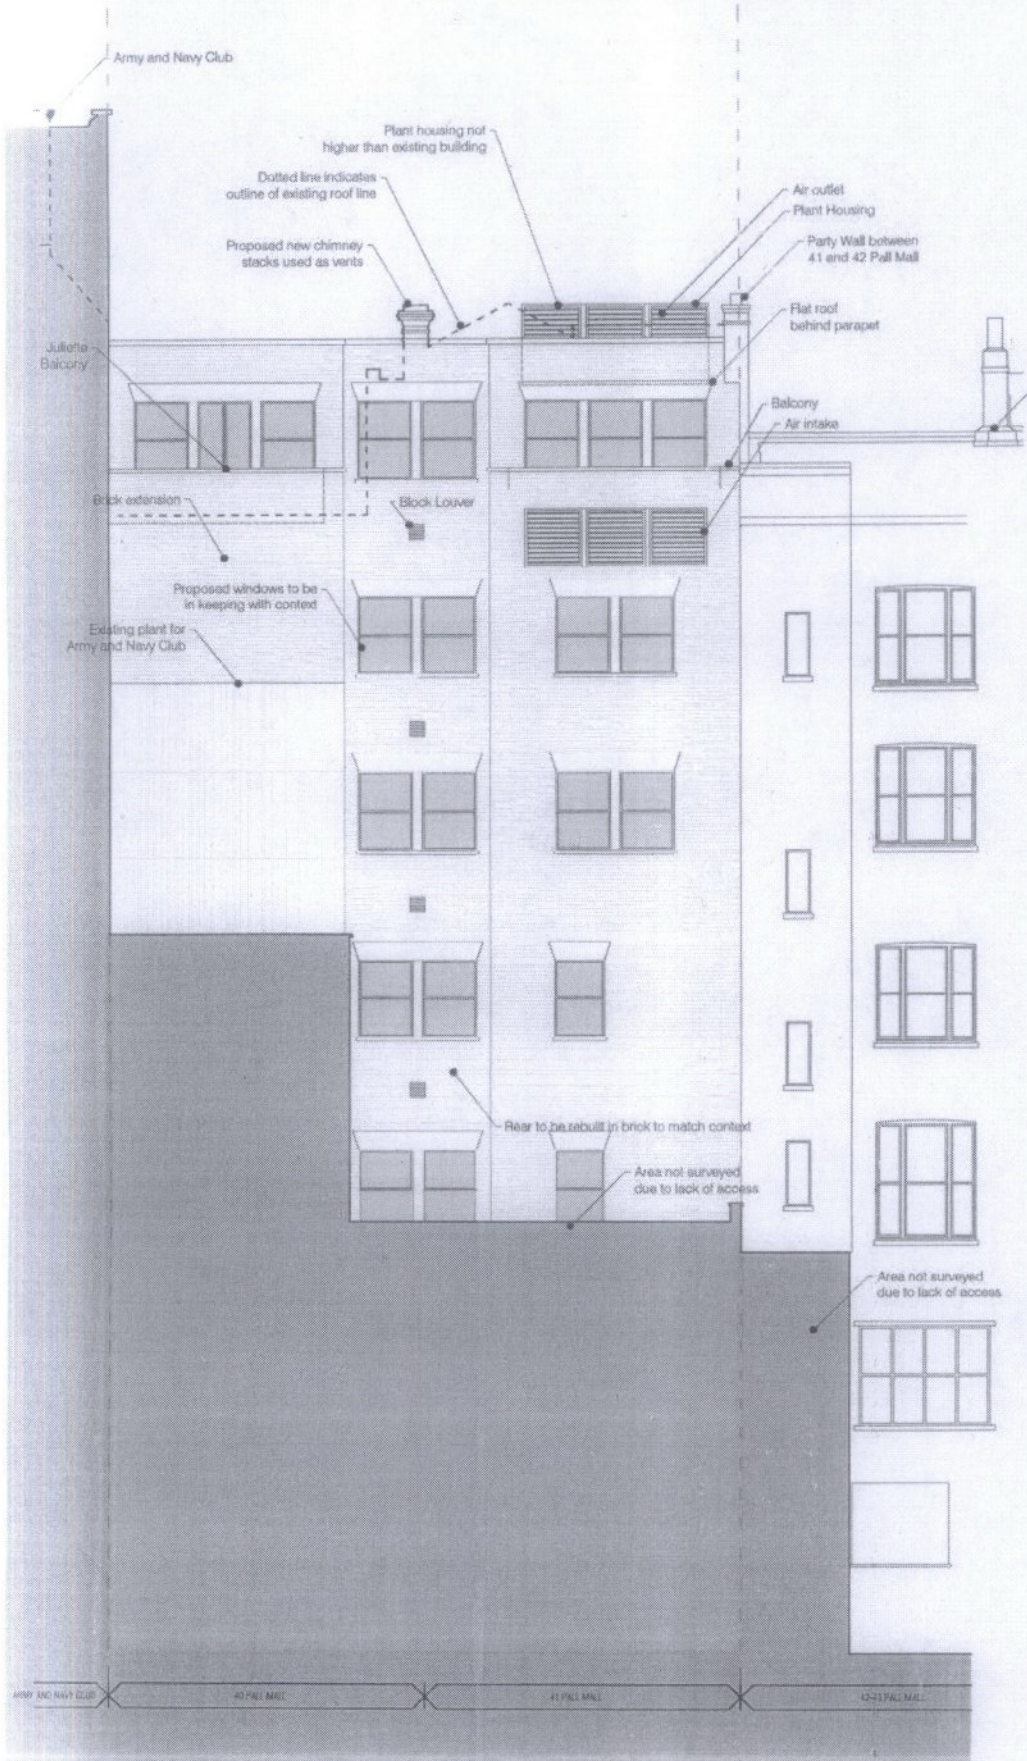 Army and Navy Club
Plant housing not
higher than existing building
Dotted line indicates
outline of existing roof line
Air outlet
Plant Housing
Proposed new chimney
stacks used as vents
Party Wall between
41 and 42 Pall Mall
Flat roof
behind parapet
Juliette
Balcony
Balcony
Air intake
Brick extension
Block Louver
Proposed windows to be
in keeping with context
Existing plant for
Army and Navy Club
Rear to be rebuilt in brick to match context
Area not surveyed
due to lack of access
Area not surveyed
due to lack of access
ARMY AND NAVY CLUB
40 PALL MALL
41 PALL MALL
PALL MALL